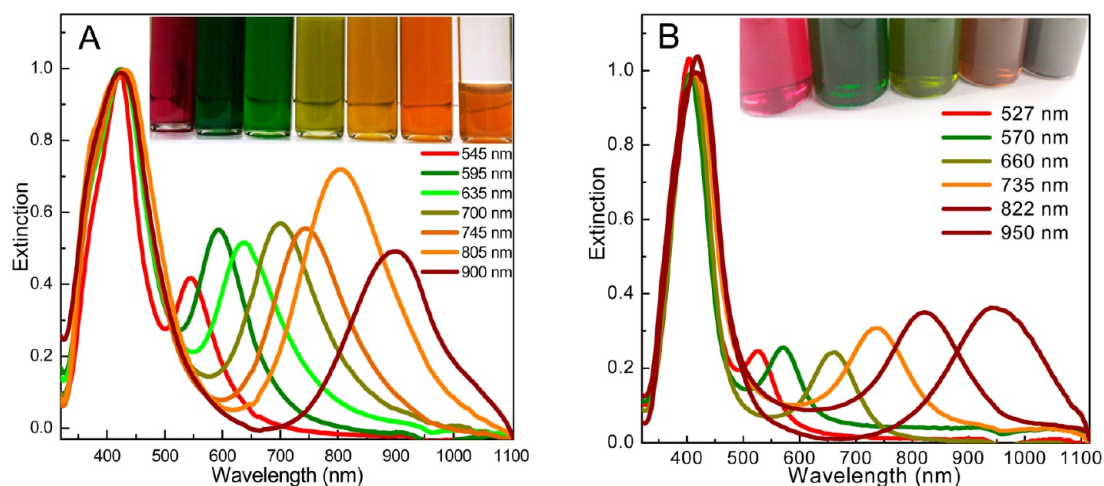 A
1.0
0.8
0.6
0.4
0.2
0.0
Extinction
400 500 600 700 800 900 1000 1100
Wavelength (nm)
545 nm
595 nm
635 nm
700 nm
745 nm
805 nm
900 nm
B
1.0
0.8
0.6
0.4
0.2
0.0
Extinction
400 500 600 700 800 900 1000 1100
Wavelength (nm)
527 nm
570 nm
660 nm
735 nm
822 nm
950 nm